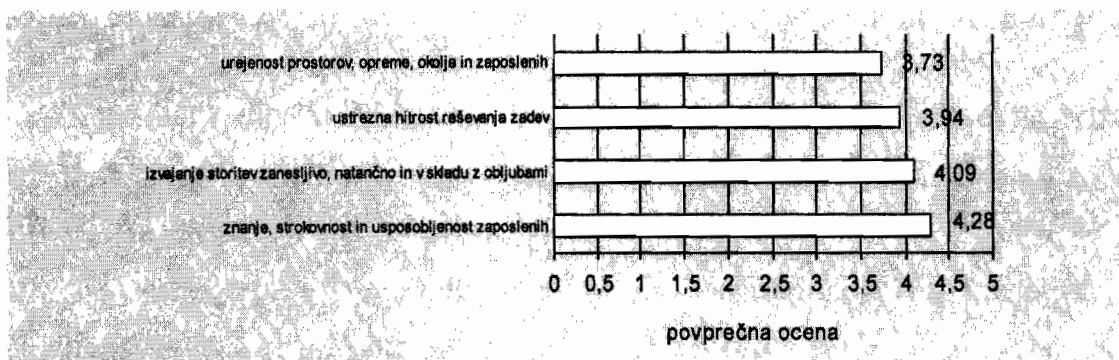 urejenost prostorov, opreme, okolja in zaposlenih 3,73
ustrezna hitrost reševanja zadev 3,94
izvajanje storitev zanesljivo, natančno in v skladu z obljubami 4,09
znanje, strokovnost in usposobljenost zaposlenih 4,28
0 0,5 1 1,5 2 2,5 3 3,5 4 4,5 5
povprečna ocena